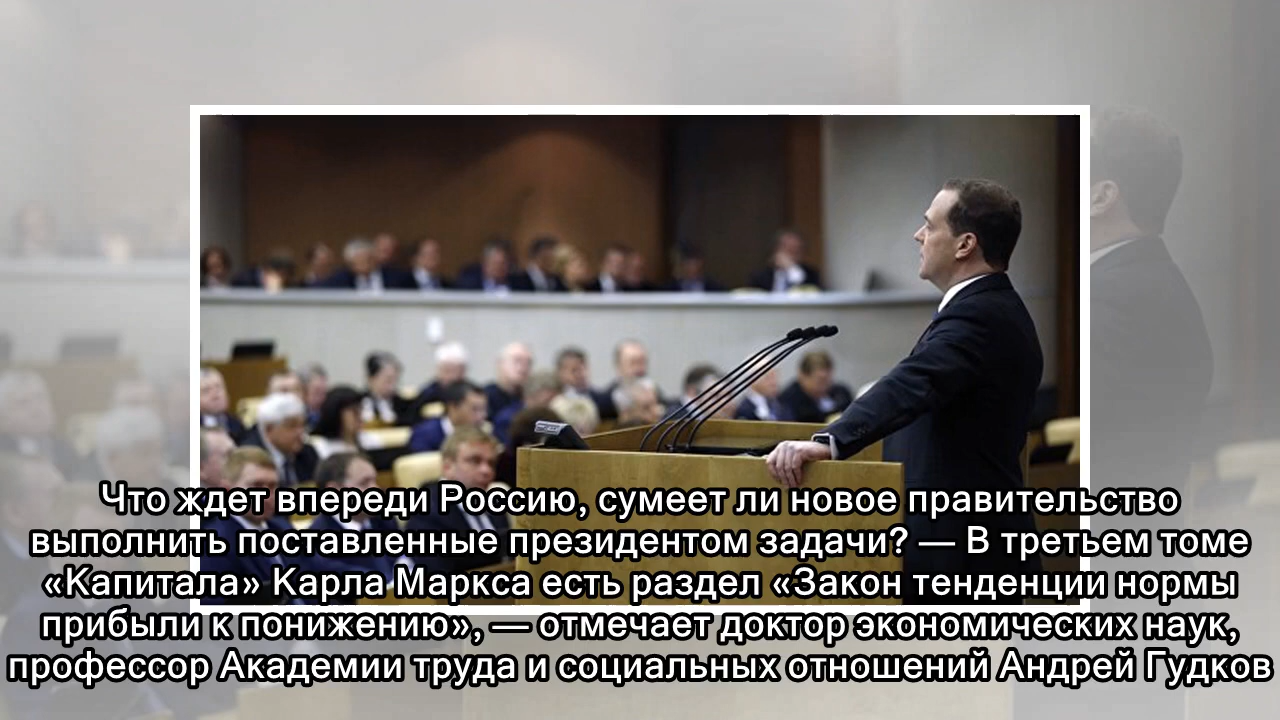 Что ждет впереди Россию, сумеет ли новое правительство
выполнить поставленные президентом задачи? — В третьем томе
«Капитала» Карла Маркса есть раздел «Закон тенденции нормы
прибыли к понижению», — отмечает доктор экономических наук,
профессор Академии труда и социальных отношений Андрей Гудков